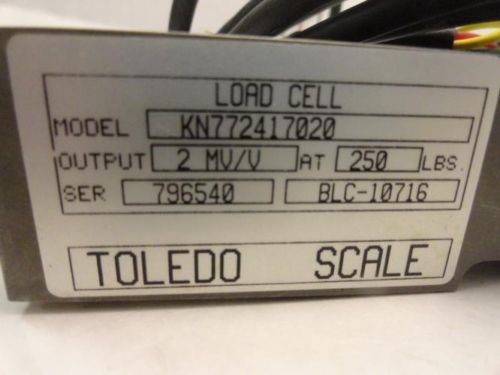 LOAD CELL
MODEL KN772417020
OUTPUT 2 MV/V AT 250 LBS.
SER 796540 BLC-10716
TOLEDO SCALE